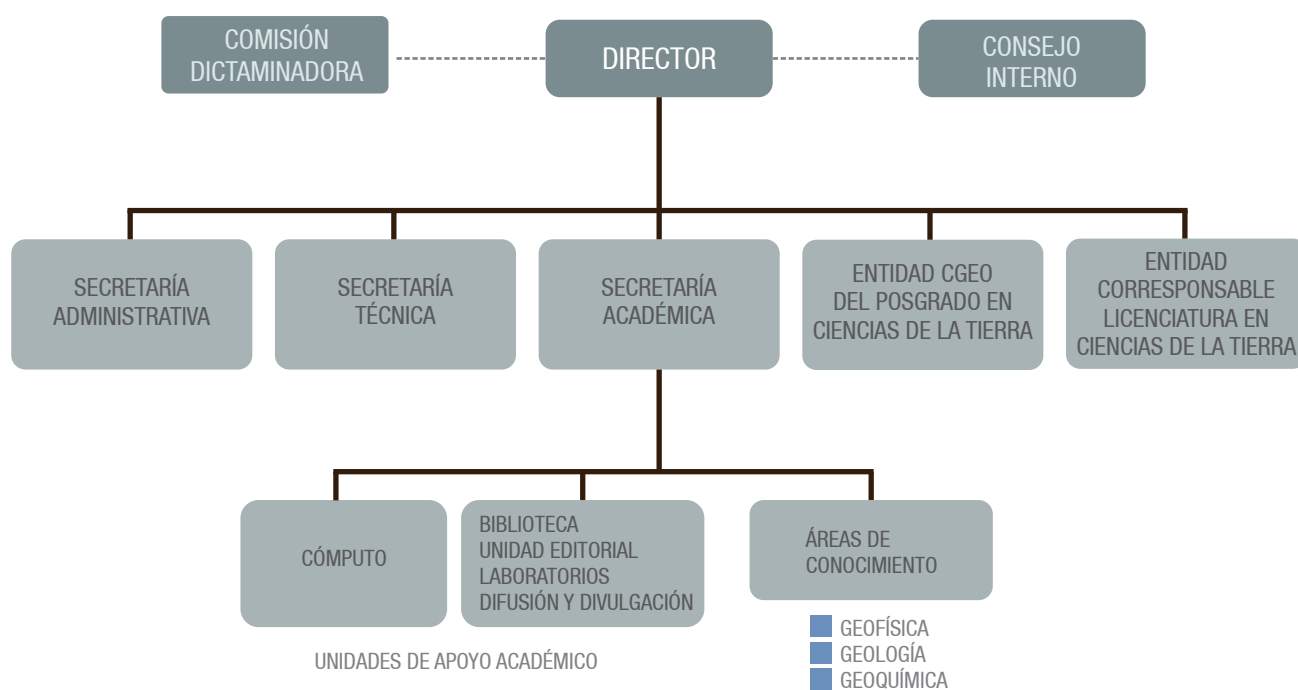 COMISIÓN
DICTAMINADORA
DIRECTOR
CONSEJO
INTERNO
SECRETARÍA
ADMINISTRATIVA
SECRETARÍA
TÉCNICA
SECRETARÍA
ACADÉMICA
ENTIDAD CGEO
DEL POSGRADO EN
CIENCIAS DE LA TIERRA
ENTIDAD
CORRESPONSABLE
LICENCIATURA EN
CIENCIAS DE LA TIERRA
CÓMPUTO
BIBLIOTECA
UNIDAD EDITORIAL
LABORATORIOS
DIFUSIÓN Y DIVULGACIÓN
ÁREAS DE
CONOCIMIENTO
UNIDADES DE APOYO ACADÉMICO
GEOFÍSICA
GEOLOGÍA
GEOQUÍMICA